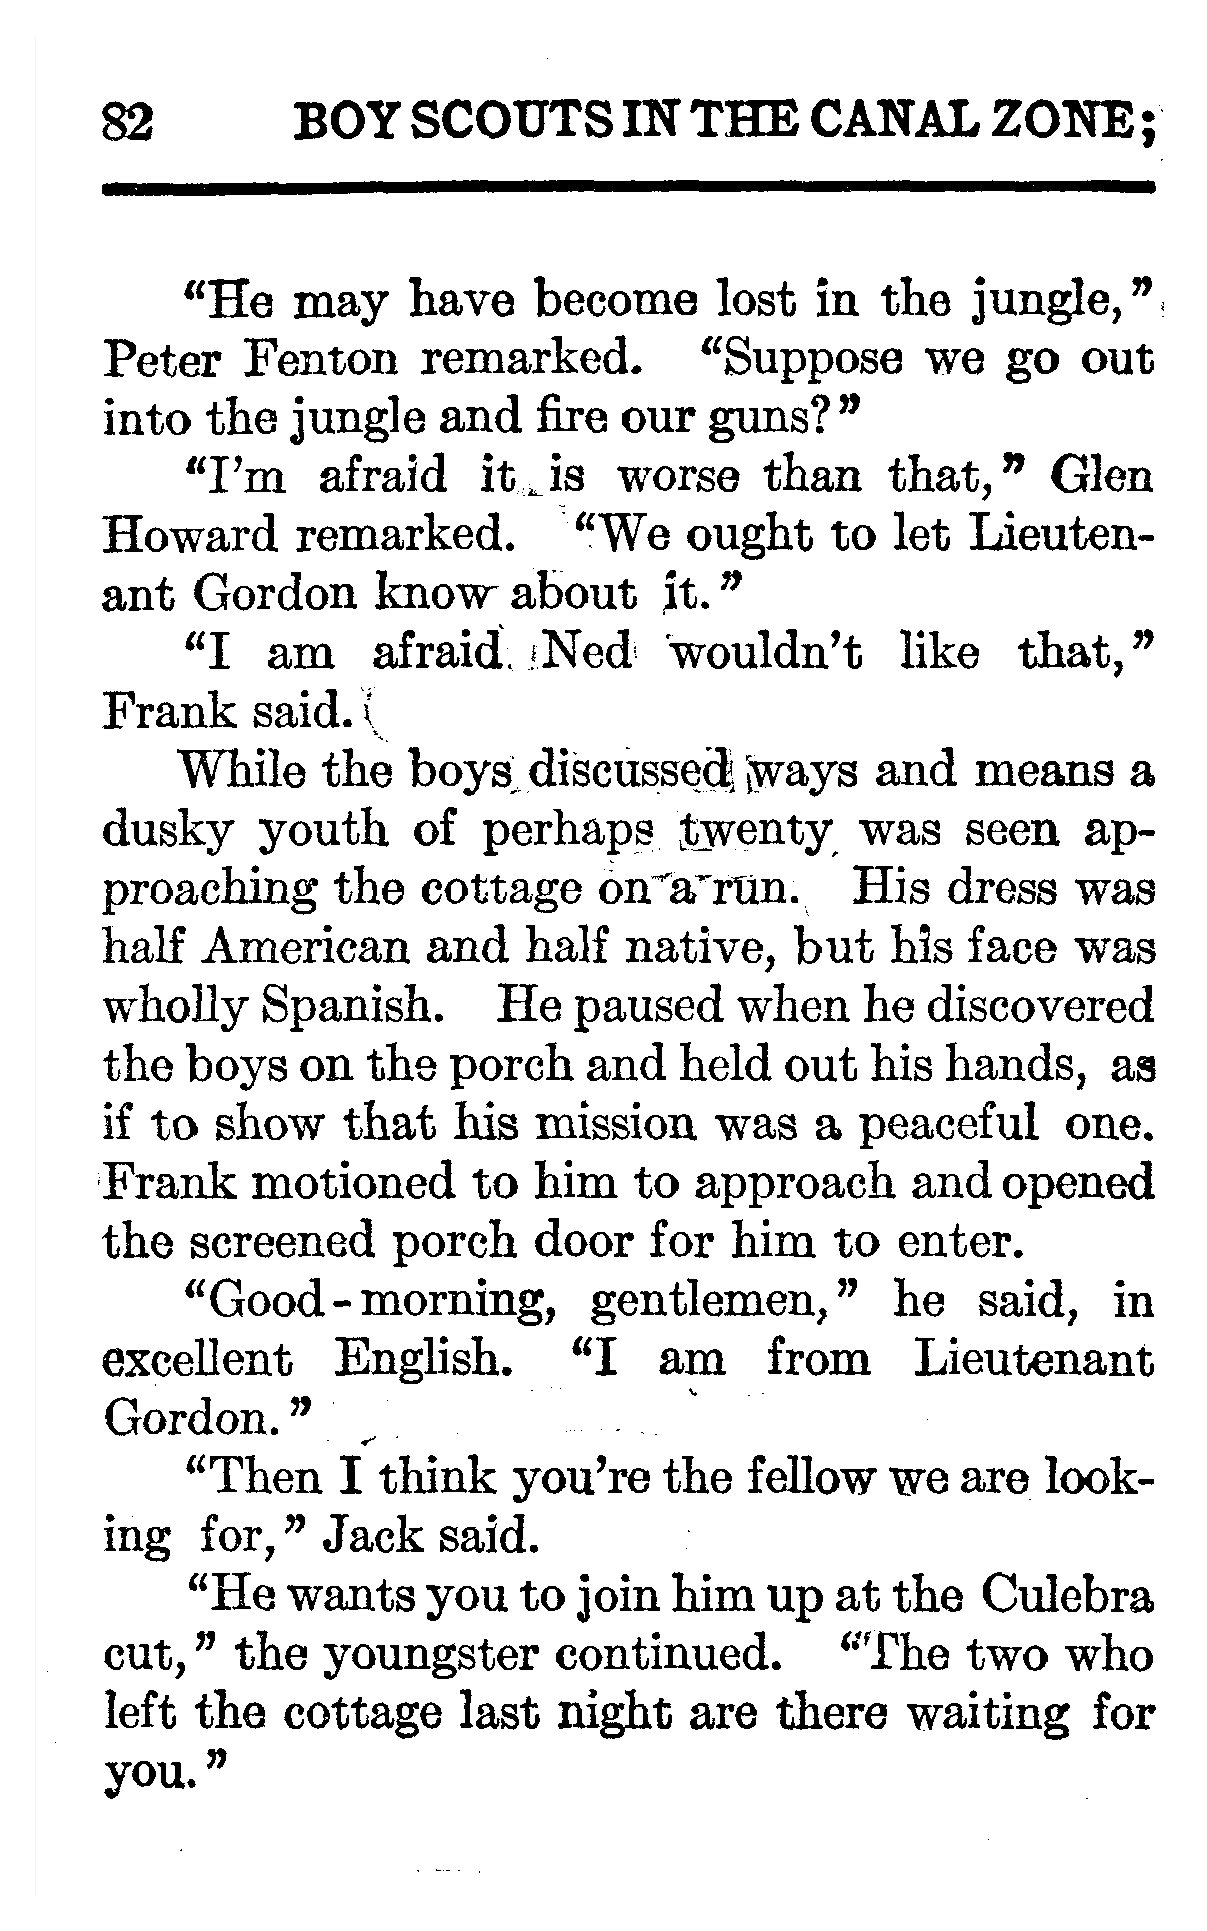 82 BOY SCOUTS IN THE CANAL ZONE;
"He may have become lost in the jungle,"
Peter Fenton remarked. "Suppose we go out
into the jungle and fire our guns?"
"I'm afraid it is worse than that," Glen
Howard remarked. "We ought to let Lieuten-
ant Gordon know about it."
"I am afraid Ned wouldn't like that,"
Frank said.
While the boys discussed ways and means a
dusky youth of perhaps twenty was seen ap-
proaching the cottage on a run. His dress was
half American and half native, but his face was
wholly Spanish. He paused when he discovered
the boys on the porch and held out his hands, as
if to show that his mission was a peaceful one.
Frank motioned to him to approach and opened
the screened porch door for him to enter.
"Good-morning, gentlemen," he said, in
excellent English. "I am from Lieutenant
Gordon."
"Then I think you're the fellow we are look-
ing for," Jack said.
"He wants you to join him up at the Culebra
cut," the youngster continued. "The two who
left the cottage last night are there waiting for
you."